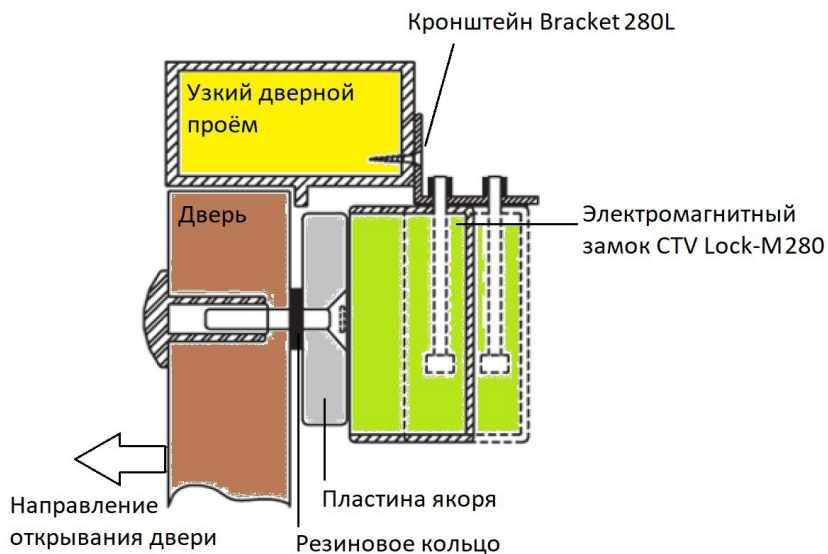 Кронштейн Bracket 280L
Узкий дверной
проём
Дверь
Электромагнитный
замок CTV Lock-M280
Направление
открывания двери
Пластина якоря
Резиновое кольцо